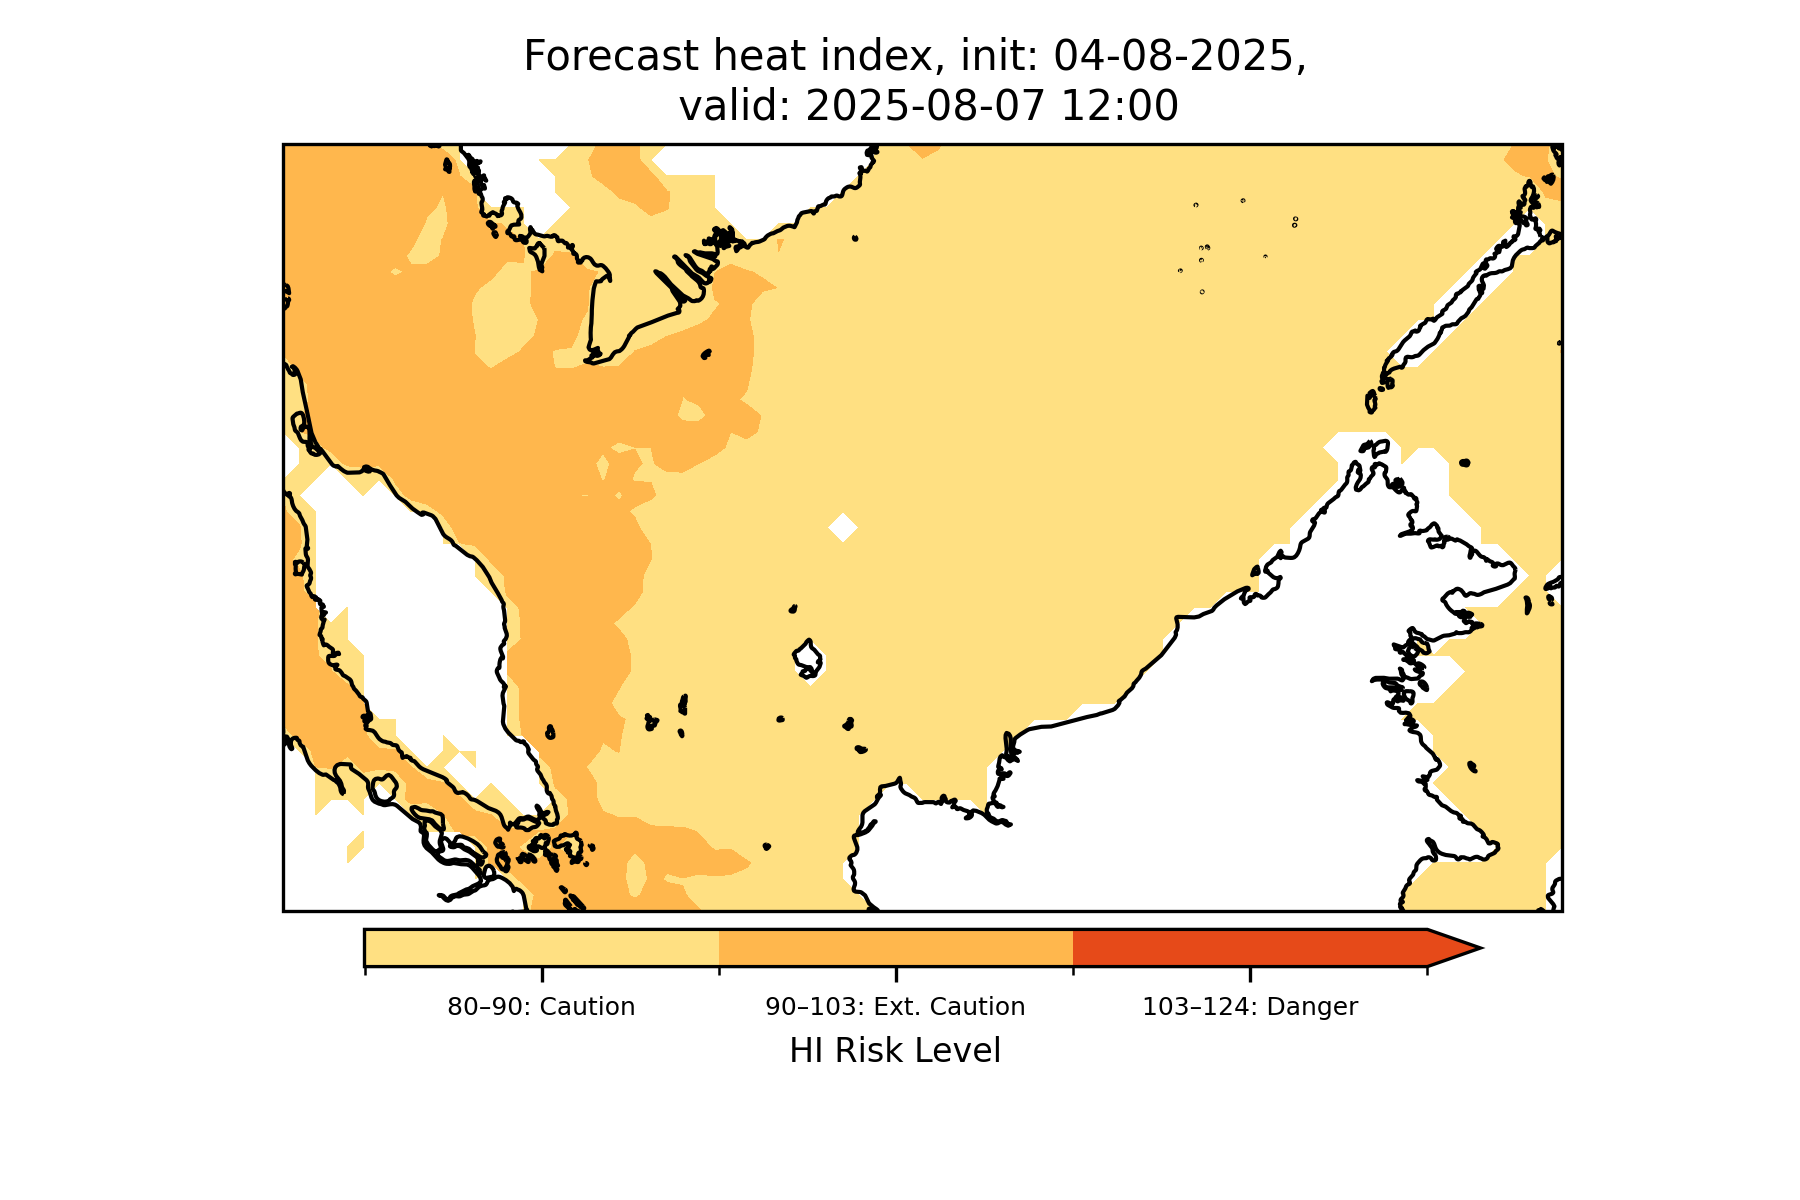 Forecast heat index, init: 04-08-2025,
valid: 2025-08-07 12:00
80–90: Caution
90–103: Ext. Caution
103–124: Danger
HI Risk Level